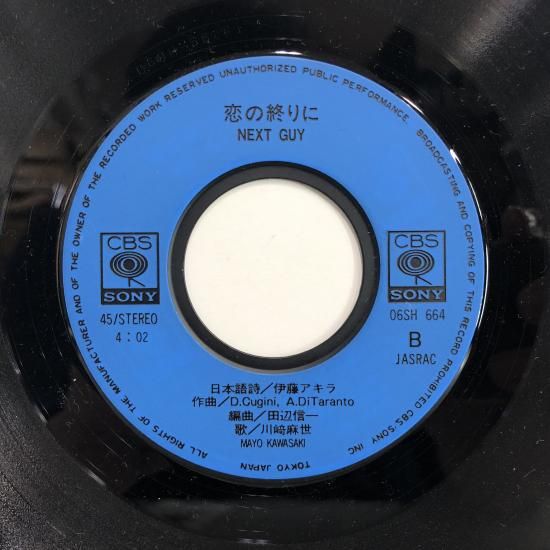 恋の終りに
NEXT GUY
CBS
SONY
CBS
SONY
45/STEREO
4:02
06SH 664
B
JASRAC
日本語詩/伊藤アキラ
作曲/D.Cugini, A.DiTaranto
編曲/田辺信一
歌/川﨑麻世
MAYO KAWASAKI
ALL RIGHTS OF THE MANUFACTURER AND OF THE OWNER OF THE RECORDED WORK RESERVED UNAUTHORIZED PUBLIC PERFORMANCE, BROADCASTING AND COPYING OF THIS RECORD PROHIBITED CBS/SONY INC.
TOKYO JAPAN